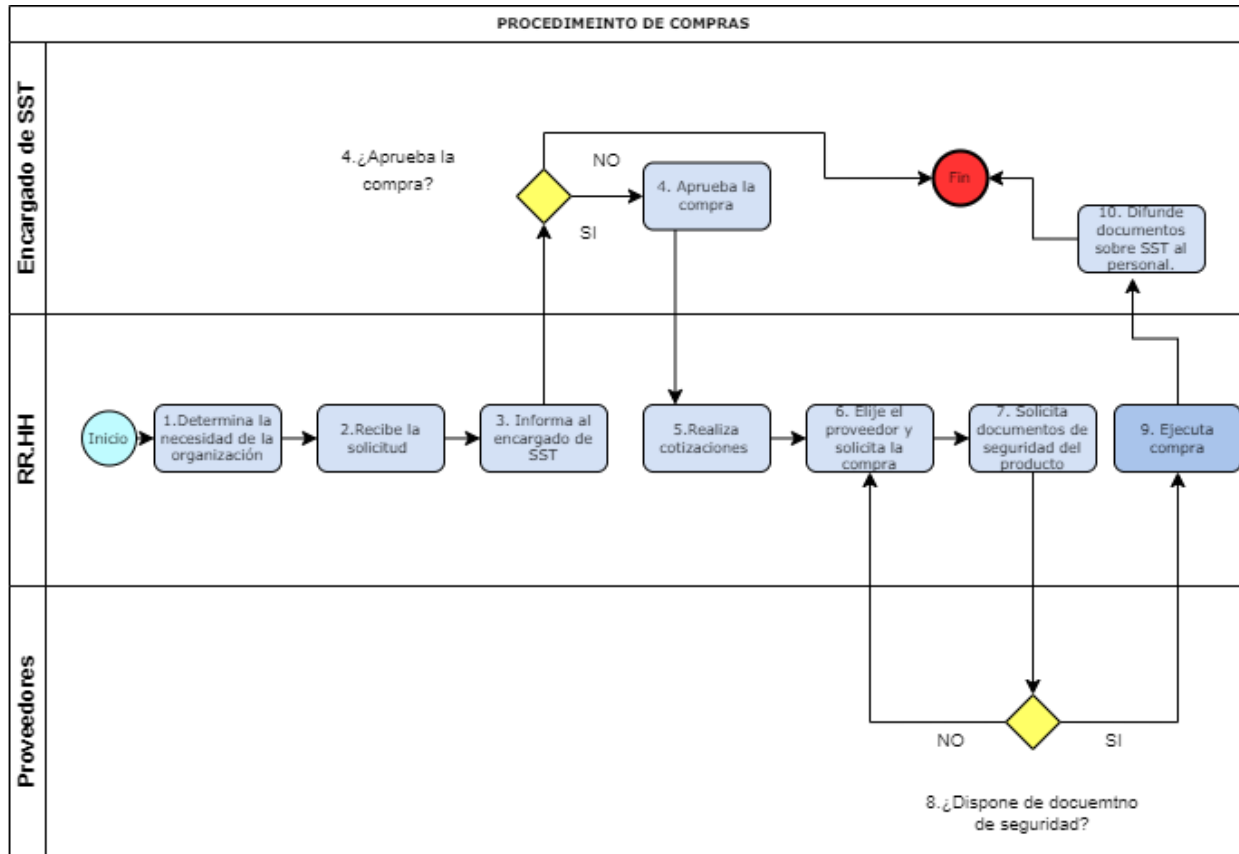 PROCEDIMEINTO DE COMPRAS
Encargado de SST
4.¿Aprueba la
compra?
NO
SI
4. Aprueba la
compra
Fin
10. Difunde
documentos
sobre SST al
personal.
RR.HH
Inicio
1.Determina la
necesidad de la
organización
2.Recibe la
solicitud
3. Informa al
encargado de
SST
5.Realiza
cotizaciones
6. Elije el
proveedor y
solicita la
compra
7. Solicita
documentos de
seguridad del
producto
9. Ejecuta
compra
Proveedores
NO
SI
8.¿Dispone de docuemtno
de seguridad?